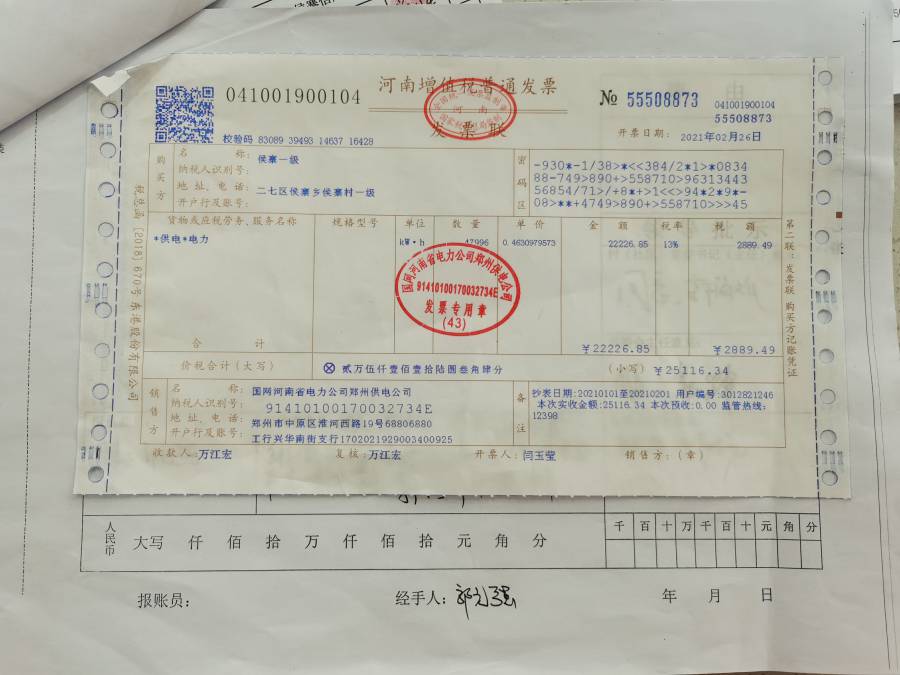 河南增值税普通发票
041001900104
№ 55508873
041001900104
55508873
发票联
校验码 83089 39493 14637 16428
开票日期: 2021年02月26日
购买方
名称: 侯寨一级
纳税人识别号:
地址、电话: 二七区侯寨乡侯寨村一级
开户行及账号:
密码区
-930*-1/38>*<<384/2*1>*0834
88-749>890+>558710>96313443
56854/71>/+8*+>1<<>94*2*9*-
08>**+4749>890+>558710>>>45
货物或应税劳务、服务名称 规格型号 单位 数量 单价 金额 税率 税额
*供电*电力 kW·h 47996 0.4630979573 22226.85 13% 2889.49
合计 ¥22226.85 ¥2889.49
价税合计(大写) ⊗ 贰万伍仟壹佰壹拾陆圆叁角肆分 (小写) ¥25116.34
销售方
名称: 国网河南省电力公司郑州供电公司
纳税人识别号: 91410100170032734E
地址、电话: 郑州市中原区淮河西路19号68806880
开户行及账号: 工行兴华南街支行1702021929003400925
备注
抄表日期:20210101至20210201 用户编号:3012821246
本次实收金额:25116.34 本次预收:0.00 监管热线:
12398
收款人: 万江宏 复核: 万江宏 开票人: 闫玉莹 销售方:(章)
国网河南省电力公司郑州供电公司
91410100170032734E
发票专用章
(43)
第二联:发票联 购买方记账凭证
税总函〔2018〕670号东港股份有限公司
人民币 大写 仟 佰 拾 万 仟 佰 拾 元 角 分
千 百 十 万 千 百 十 元 角 分
报账员: 经手人: 年 月 日